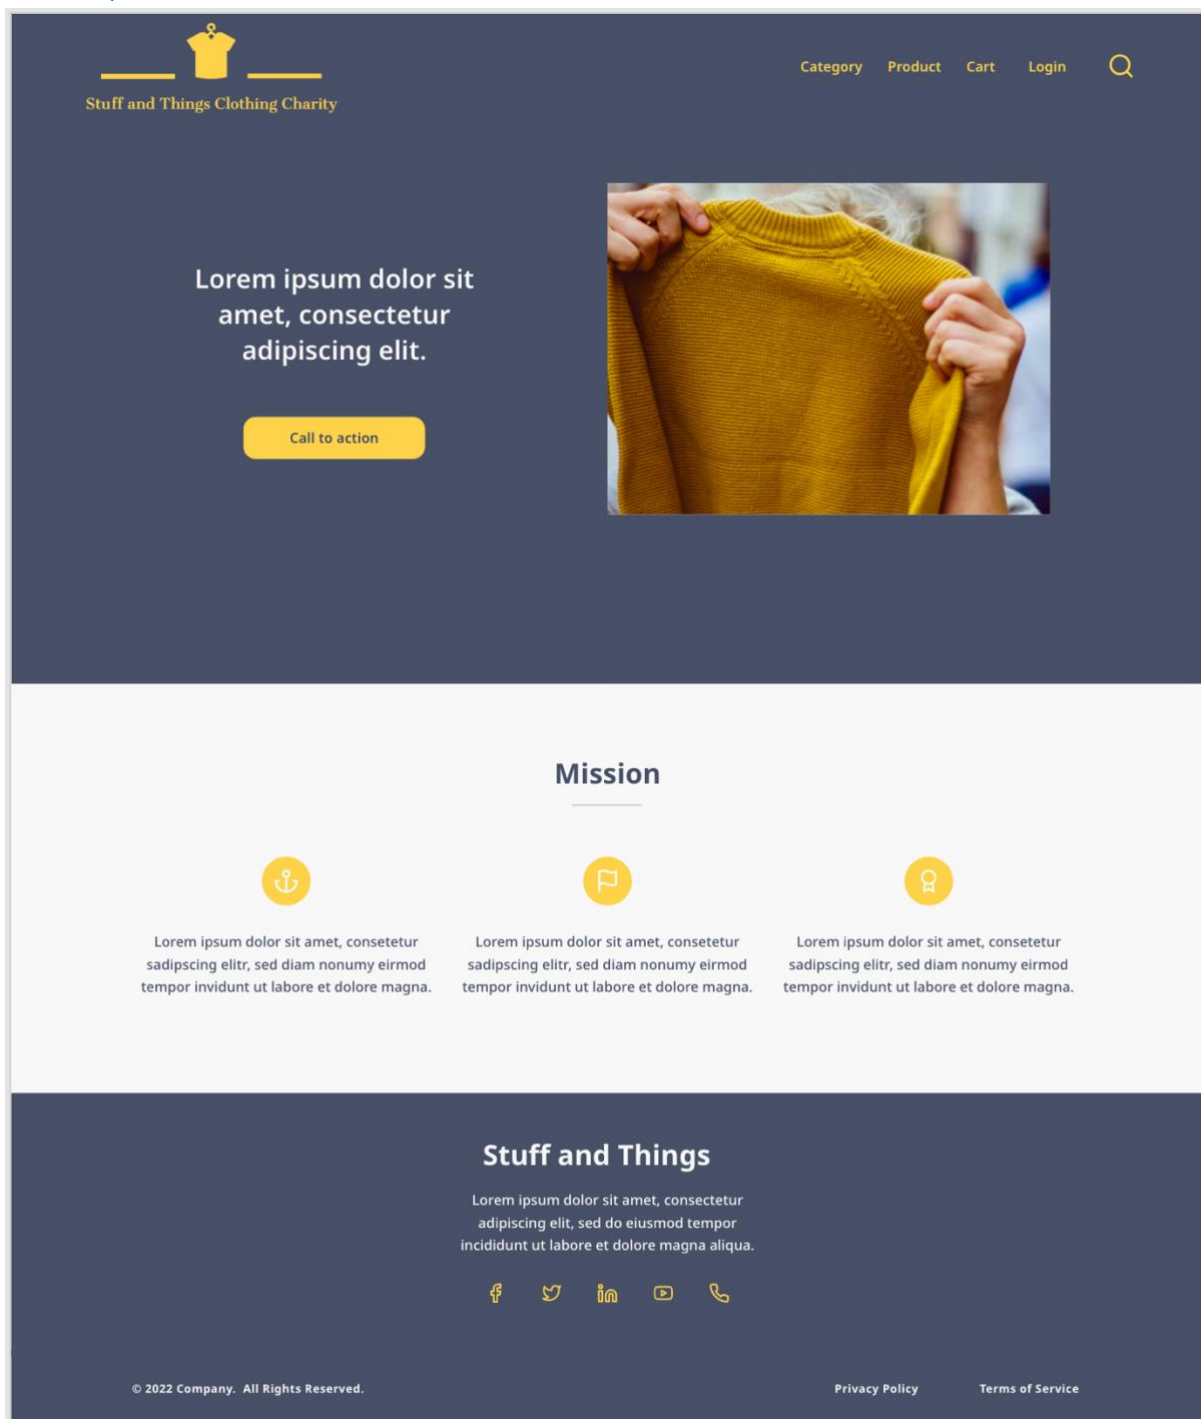 Stuff and Things Clothing Charity
Category Product Cart Login
Lorem ipsum dolor sit
amet, consectetur
adipiscing elit.
Call to action
Mission
Lorem ipsum dolor sit amet, consetetur
sadipscing elitr, sed diam nonumy eirmod
tempor invidunt ut labore et dolore magna.
Lorem ipsum dolor sit amet, consetetur
sadipscing elitr, sed diam nonumy eirmod
tempor invidunt ut labore et dolore magna.
Lorem ipsum dolor sit amet, consetetur
sadipscing elitr, sed diam nonumy eirmod
tempor invidunt ut labore et dolore magna.
Stuff and Things
Lorem ipsum dolor sit amet, consectetur
adipiscing elit, sed do eiusmod tempor
incididunt ut labore et dolore magna aliqua.
© 2022 Company. All Rights Reserved.
Privacy Policy Terms of Service